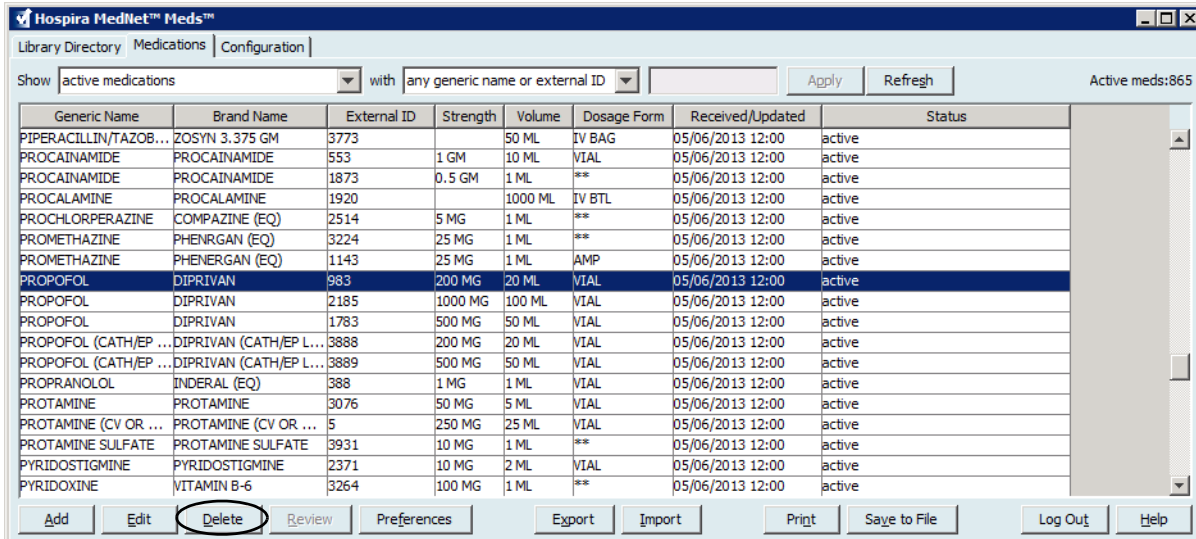 Hospira MedNet™ Meds™
Library Directory Medications Configuration
Show active medications with any generic name or external ID Apply Refresh Active meds:865
Generic Name Brand Name External ID Strength Volume Dosage Form Received/Updated Status
PIPERACILLIN/TAZOB... ZOSYN 3.375 GM 3773 50 ML IV BAG 05/06/2013 12:00 active
PROCAINAMIDE PROCAINAMIDE 553 1 GM 10 ML VIAL 05/06/2013 12:00 active
PROCAINAMIDE PROCAINAMIDE 1873 0.5 GM 1 ML ** 05/06/2013 12:00 active
PROCALAMINE PROCALAMINE 1920 1000 ML IV BTL 05/06/2013 12:00 active
PROCHLORPERAZINE COMPAZINE (EQ) 2514 5 MG 1 ML ** 05/06/2013 12:00 active
PROMETHAZINE PHENRGAN (EQ) 3224 25 MG 1 ML ** 05/06/2013 12:00 active
PROMETHAZINE PHENERGAN (EQ) 1143 25 MG 1 ML AMP 05/06/2013 12:00 active
PROPOFOL DIPRIVAN 983 200 MG 20 ML VIAL 05/06/2013 12:00 active
PROPOFOL DIPRIVAN 2185 1000 MG 100 ML VIAL 05/06/2013 12:00 active
PROPOFOL DIPRIVAN 1783 500 MG 50 ML VIAL 05/06/2013 12:00 active
PROPOFOL (CATH/EP ... DIPRIVAN (CATH/EP L... 3888 200 MG 20 ML VIAL 05/06/2013 12:00 active
PROPOFOL (CATH/EP ... DIPRIVAN (CATH/EP L... 3889 500 MG 50 ML VIAL 05/06/2013 12:00 active
PROPRANOLOL INDERAL (EQ) 388 1 MG 1 ML VIAL 05/06/2013 12:00 active
PROTAMINE PROTAMINE 3076 50 MG 5 ML VIAL 05/06/2013 12:00 active
PROTAMINE (CV OR ... PROTAMINE (CV OR ... 5 250 MG 25 ML VIAL 05/06/2013 12:00 active
PROTAMINE SULFATE PROTAMINE SULFATE 3931 10 MG 1 ML ** 05/06/2013 12:00 active
PYRIDOSTIGMINE PYRIDOSTIGMINE 2371 10 MG 2 ML VIAL 05/06/2013 12:00 active
PYRIDOXINE VITAMIN B-6 3264 100 MG 1 ML ** 05/06/2013 12:00 active
Add Edit Delete Review Preferences Export Import Print Save to File Log Out Help